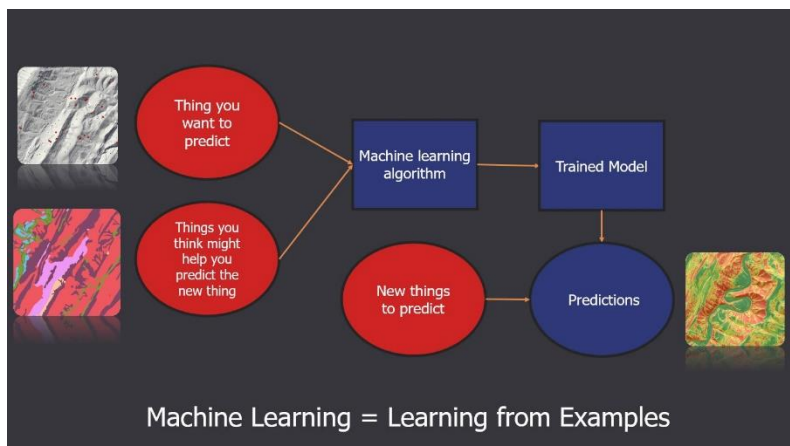 Thing you
want to
predict
Machine learning
algorithm
Trained Model
Things you
think might
help you
predict the
new thing
New things
to predict
Predictions
Machine Learning = Learning from Examples